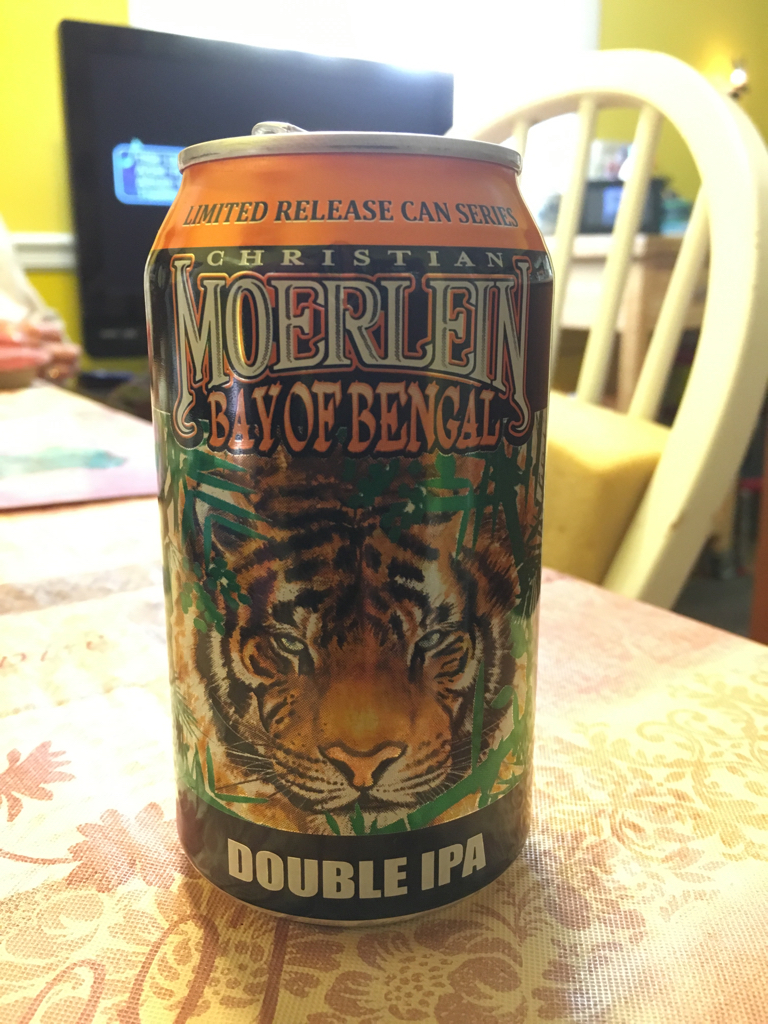 LIMITED RELEASE CAN SERIES
CHRISTIAN
MOERLEIN
BAY OF BENGAL
DOUBLE IPA